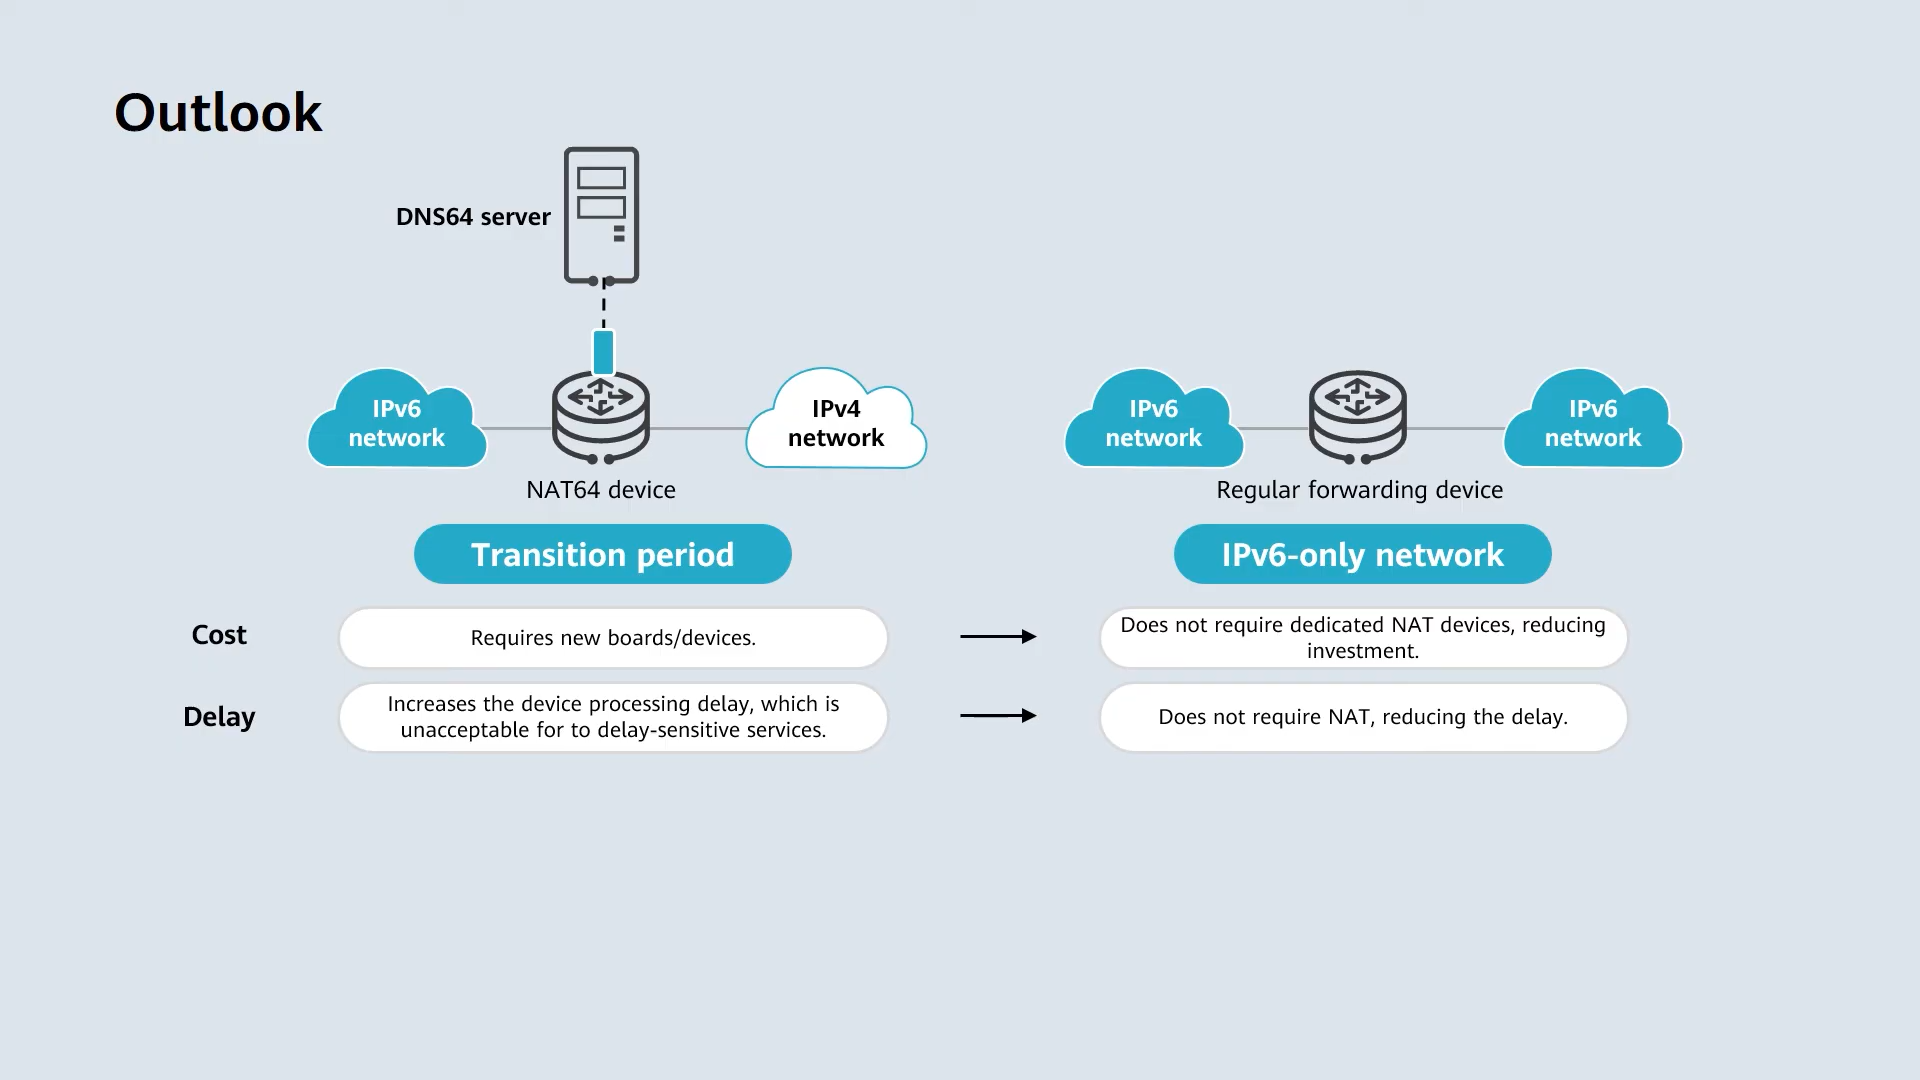 Outlook
DNS64 server
IPv6
network
IPv4
network
IPv6
network
IPv6
network
NAT64 device
Regular forwarding device
Transition period
IPv6-only network
Cost
Requires new boards/devices.
Does not require dedicated NAT devices, reducing
investment.
Delay
Increases the device processing delay, which is
unacceptable for to delay-sensitive services.
Does not require NAT, reducing the delay.